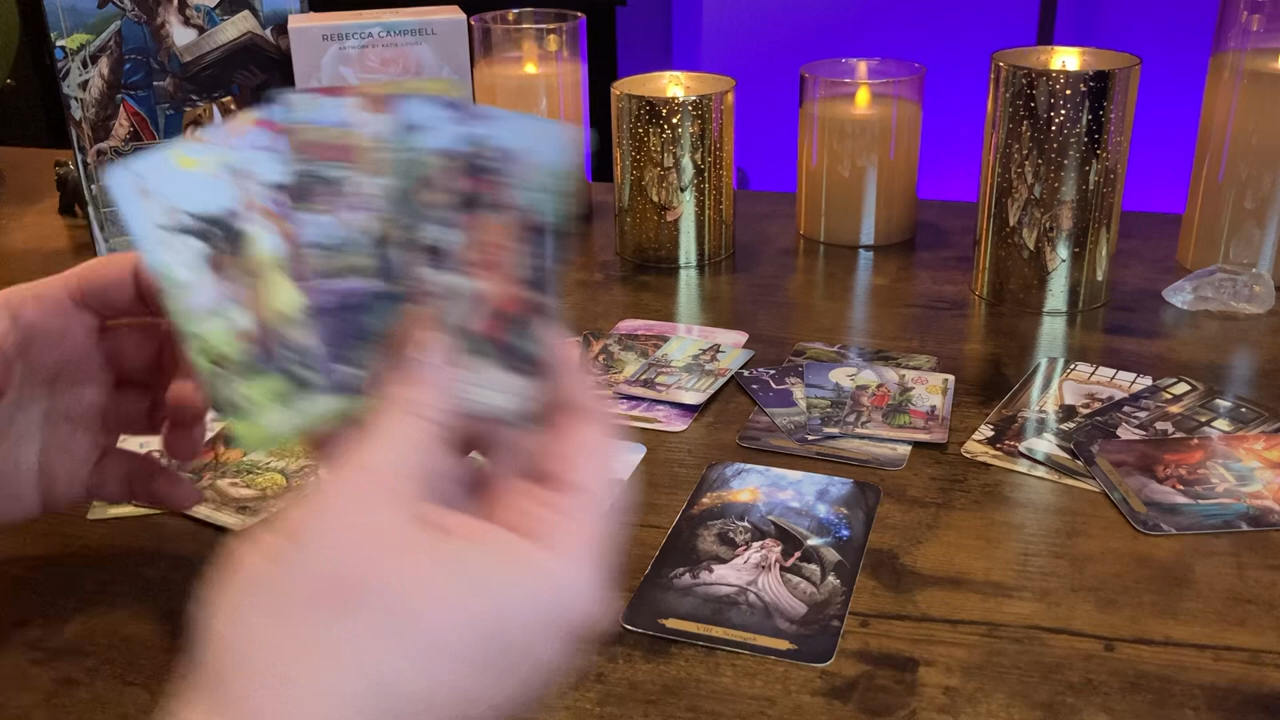 REBECCA CAMPBELL
ARTWORK BY KATIE LOUISE
VIII • Strength